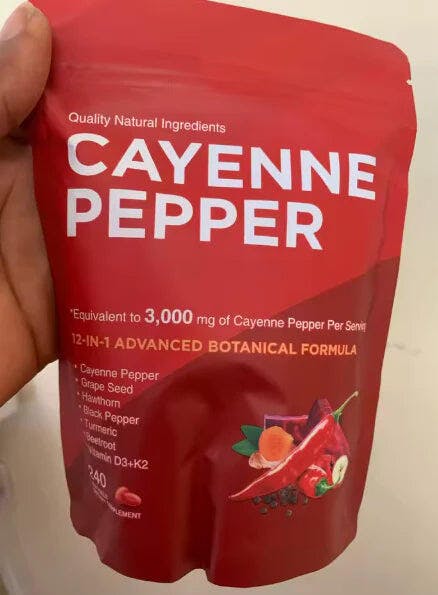 Quality Natural Ingredients
CAYENNE
PEPPER
*Equivalent to 3,000 mg of Cayenne Pepper Per Serving
12-IN-1 ADVANCED BOTANICAL FORMULA
• Cayenne Pepper
• Grape Seed
• Hawthorn
• Black Pepper
• Turmeric
• Beetroot
Vitamin D3+K2
240